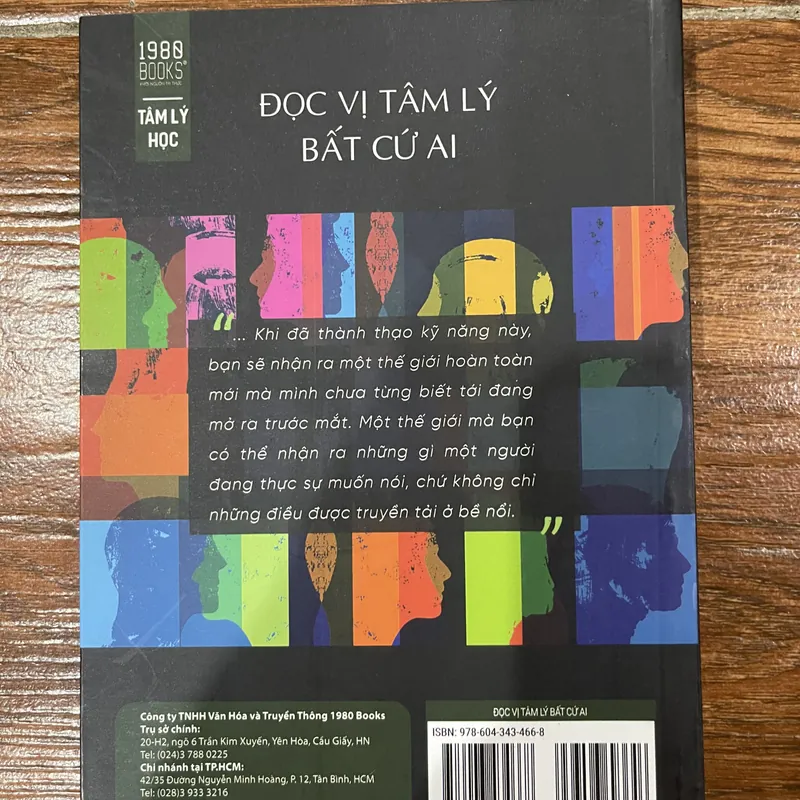 1980
BOOKS®
TÂM LÝ
HỌC
ĐỌC VỊ TÂM LÝ
BẤT CỨ AI
“
... Khi đã thành thạo kỹ năng này,
bạn sẽ nhận ra một thế giới hoàn toàn
mới mà mình chưa từng biết tới đang
mở ra trước mắt. Một thế giới mà bạn
có thể nhận ra những gì một người
đang thực sự muốn nói, chứ không chỉ
những điều được truyền tải ở bề nổi.
”
Công ty TNHH Văn Hóa và Truyền Thông 1980 Books
Trụ sở chính:
20-H2, ngõ 6 Trần Kim Xuyến, Yên Hòa, Cầu Giấy, HN
Tel: (024)3 788 0225
Chi nhánh tại TP.HCM:
42/35 Đường Nguyễn Minh Hoàng, P. 12, Tân Bình, HCM
Tel: (028)3 933 3216
ĐỌC VỊ TÂM LÝ BẤT CỨ AI
ISBN: 978-604-343-466-8